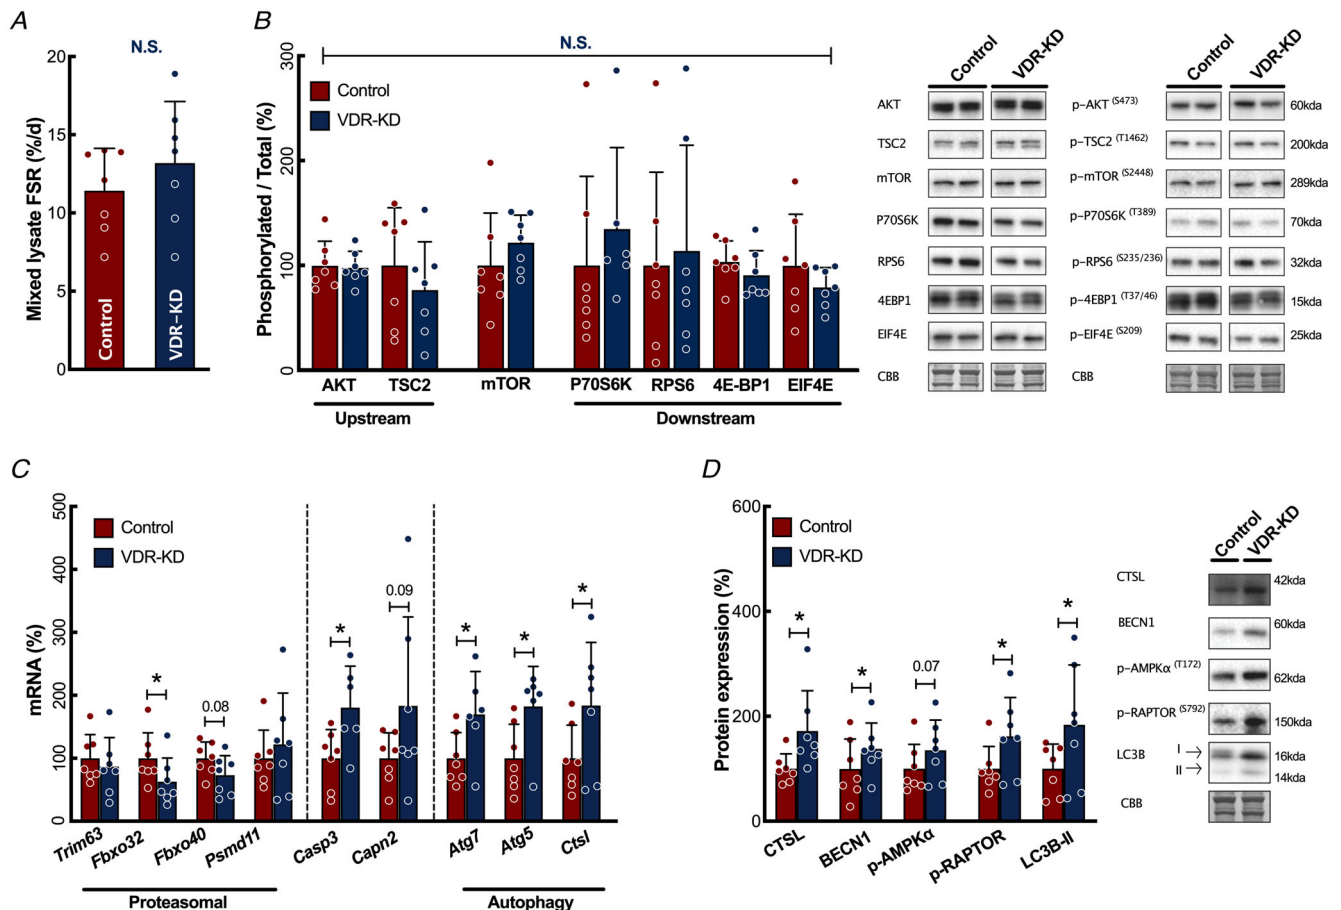 A
N.S.
Mixed lysate FSR (%/d)
20
15
10
5
0
Control
VDR–KD
B
N.S.
Phosphorylated / Total (%)
300
200
100
0
Control
VDR-KD
AKT TSC2 mTOR P70S6K RPS6 4E-BP1 EIF4E
Upstream Downstream
Control VDR-KD Control VDR-KD
AKT p–AKT (S473) 60kda
TSC2 p–TSC2 (T1462) 200kda
mTOR p–mTOR (S2448) 289kda
P70S6K p–P70S6K (T389) 70kda
RPS6 p–RPS6 (S235/236) 32kda
4EBP1 p–4EBP1 (T37/46) 15kda
EIF4E p–EIF4E (S209) 25kda
CBB CBB
C
mRNA (%)
500
400
300
200
100
0
Control
VDR-KD
* 0.08 * 0.09 * * *
Trim63 Fbxo32 Fbxo40 Psmd11 Casp3 Capn2 Atg7 Atg5 Ctsl
Proteasomal Autophagy
D
Protein expression (%)
600
400
200
0
Control
VDR-KD
* * 0.07 * *
CTSL BECN1 p-AMPKα p-RAPTOR LC3B-II
Control VDR-KD
CTSL 42kda
BECN1 60kda
p–AMPKα (T172) 62kda
p–RAPTOR (S792) 150kda
LC3B I 16kda
II 14kda
CBB